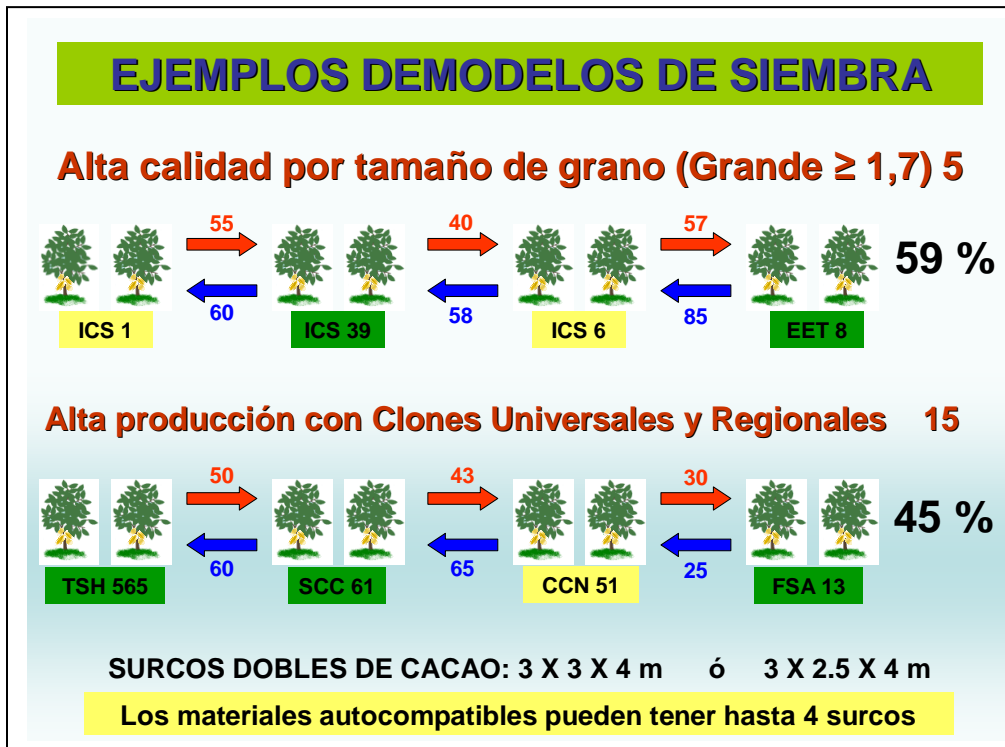 EJEMPLOS DEMODELOS DE SIEMBRA
Alta calidad por tamaño de grano (Grande ≥ 1,7) 5
55 40 57
59 %
60 58 85
ICS 1 ICS 39 ICS 6 EET 8
Alta producción con Clones Universales y Regionales 15
50 43 30
45 %
60 65 25
TSH 565 SCC 61 CCN 51 FSA 13
SURCOS DOBLES DE CACAO: 3 X 3 X 4 m ó 3 X 2.5 X 4 m
Los materiales autocompatibles pueden tener hasta 4 surcos